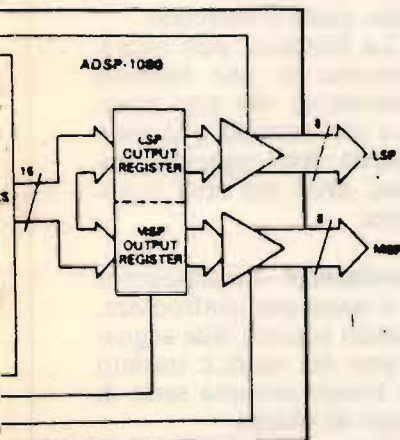 ADSP-1080
LSP
OUTPUT
REGISTER
8
LSP
16
MSP
OUTPUT
REGISTER
8
MSP